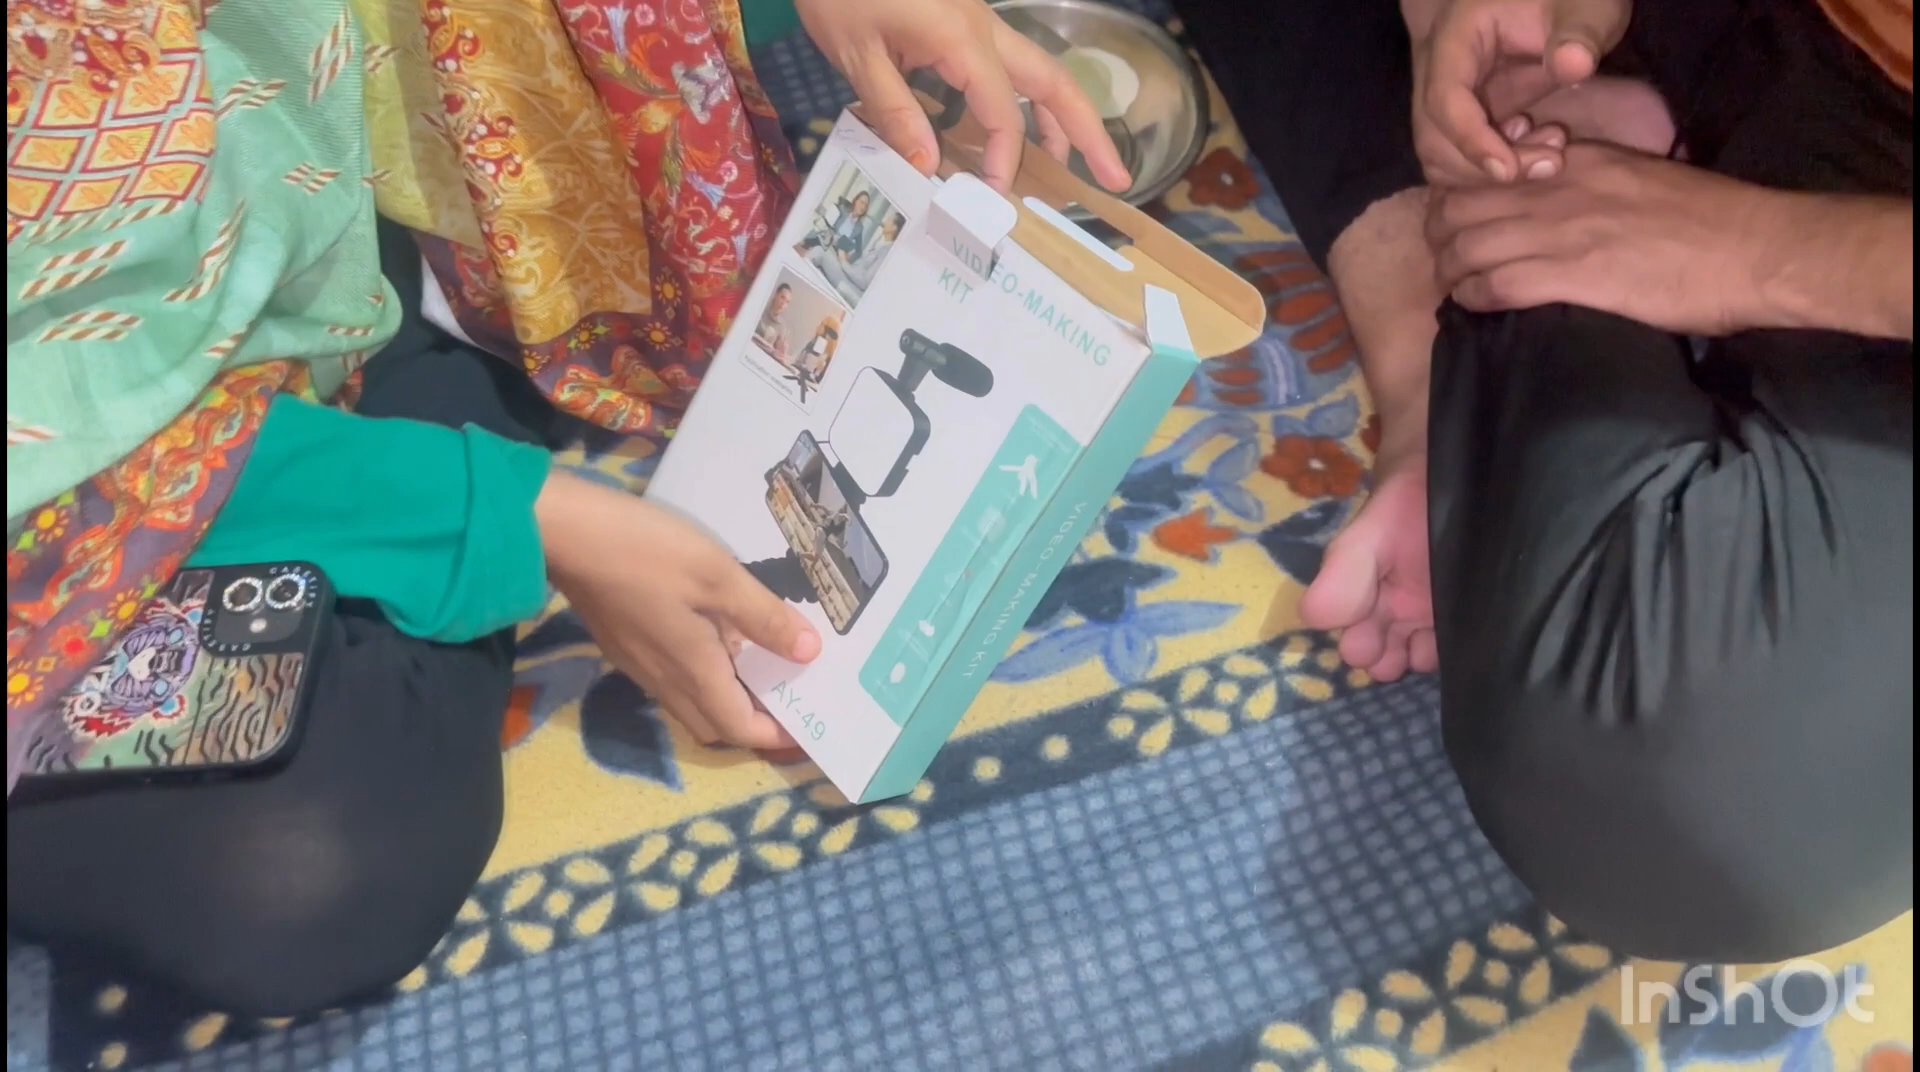 VIDEO-MAKING
KIT
VIDEO-MAKING KIT
AY-49
CASETIFY
InShOt